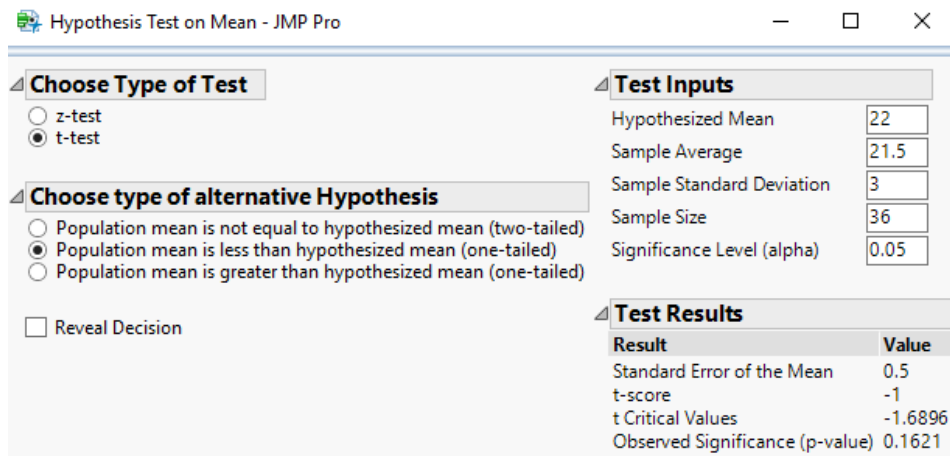 Hypothesis Test on Mean - JMP Pro
Choose Type of Test
z-test
t-test
Choose type of alternative Hypothesis
Population mean is not equal to hypothesized mean (two-tailed)
Population mean is less than hypothesized mean (one-tailed)
Population mean is greater than hypothesized mean (one-tailed)
Reveal Decision
Test Inputs
Hypothesized Mean 22
Sample Average 21.5
Sample Standard Deviation 3
Sample Size 36
Significance Level (alpha) 0.05
Test Results
Result Value
Standard Error of the Mean 0.5
t-score -1
t Critical Values -1.6896
Observed Significance (p-value) 0.1621